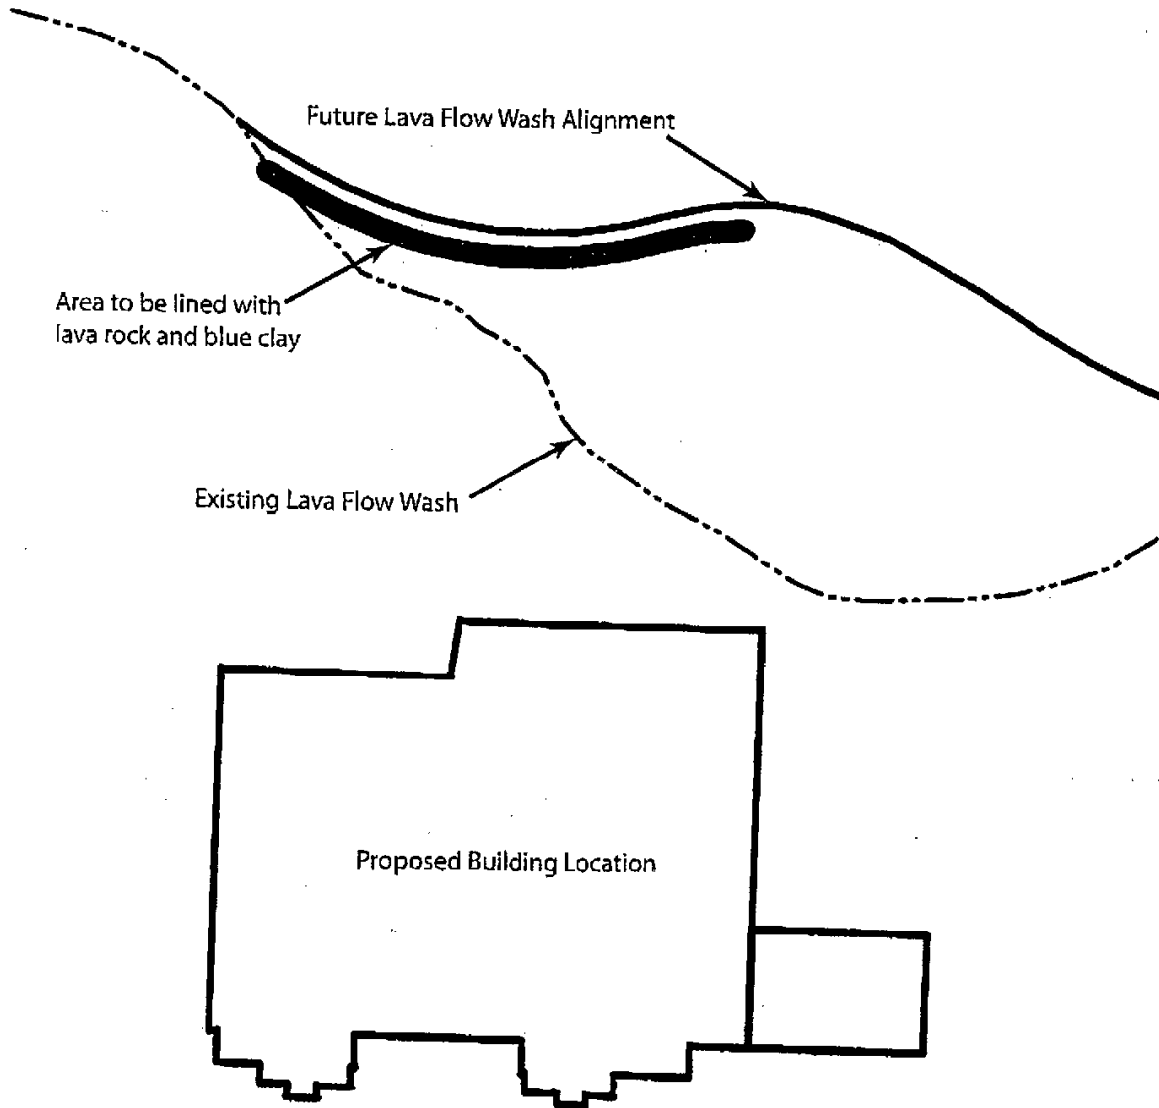 Future Lava Flow Wash Alignment
Area to be lined with
lava rock and blue clay
Existing Lava Flow Wash
Proposed Building Location